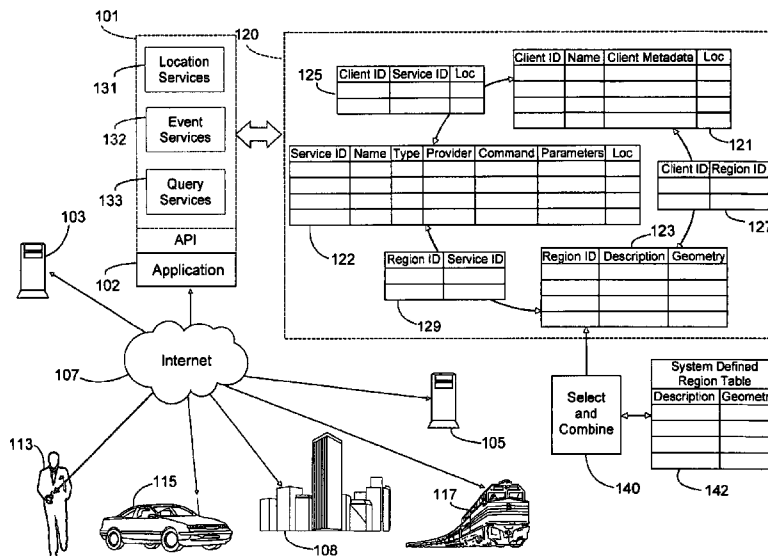 101
120
Location
Services
131
Event
Services
132
Query
Services
133
API
102
Application
103
125
Client ID Service ID Loc
Client ID Name Client Metadata Loc
121
Service ID Name Type Provider Command Parameters Loc
122
Client ID Region ID
127
123
Region ID Service ID
129
Region ID Description Geometry
Internet
107
105
Select
and
Combine
140
System Defined
Region Table
Description Geometry
142
113
115
108
117